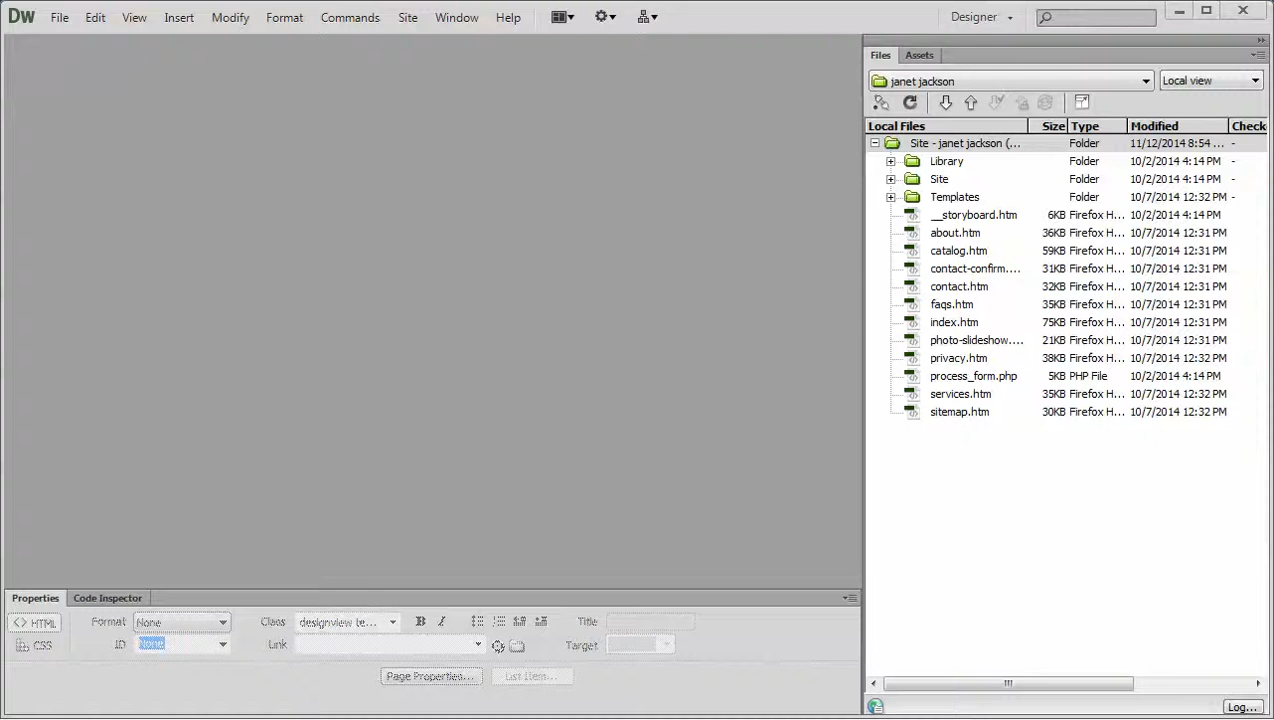 Dw File Edit View Insert Modify Format Commands Site Window Help Designer
Files Assets
janet jackson Local view
Local Files Size Type Modified Checke
Site - janet jackson (... Folder 11/12/2014 8:54 ... -
Library Folder 10/2/2014 4:14 PM -
Site Folder 10/2/2014 4:14 PM -
Templates Folder 10/7/2014 12:32 PM -
__storyboard.htm 6KB Firefox H... 10/2/2014 4:14 PM
about.htm 36KB Firefox H... 10/7/2014 12:31 PM
catalog.htm 59KB Firefox H... 10/7/2014 12:31 PM
contact-confirm.... 31KB Firefox H... 10/7/2014 12:31 PM
contact.htm 32KB Firefox H... 10/7/2014 12:31 PM
faqs.htm 35KB Firefox H... 10/7/2014 12:31 PM
index.htm 75KB Firefox H... 10/7/2014 12:31 PM
photo-slideshow.... 21KB Firefox H... 10/7/2014 12:31 PM
privacy.htm 38KB Firefox H... 10/7/2014 12:32 PM
process_form.php 5KB PHP File 10/2/2014 4:14 PM
services.htm 35KB Firefox H... 10/7/2014 12:32 PM
sitemap.htm 30KB Firefox H... 10/7/2014 12:32 PM
Properties Code Inspector
<> HTML Format None Class designview te... B I Title
CSS ID None Link Target
Page Properties... List Item...
Log...